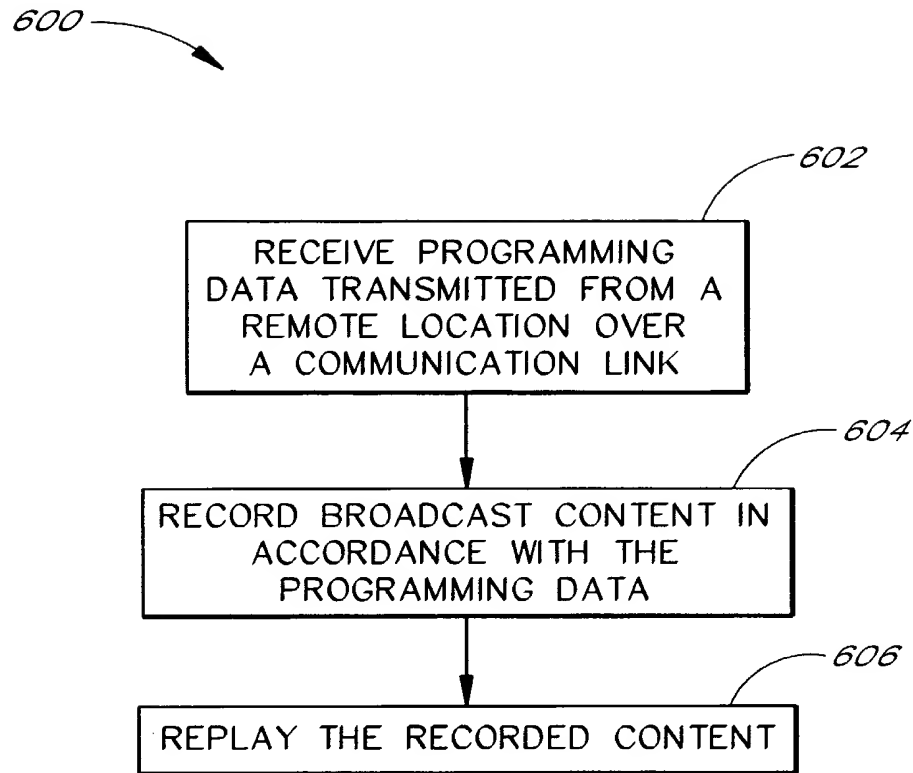 600
602
RECEIVE PROGRAMMING
DATA TRANSMITTED FROM A
REMOTE LOCATION OVER
A COMMUNICATION LINK
604
RECORD BROADCAST CONTENT IN
ACCORDANCE WITH THE
PROGRAMMING DATA
606
REPLAY THE RECORDED CONTENT